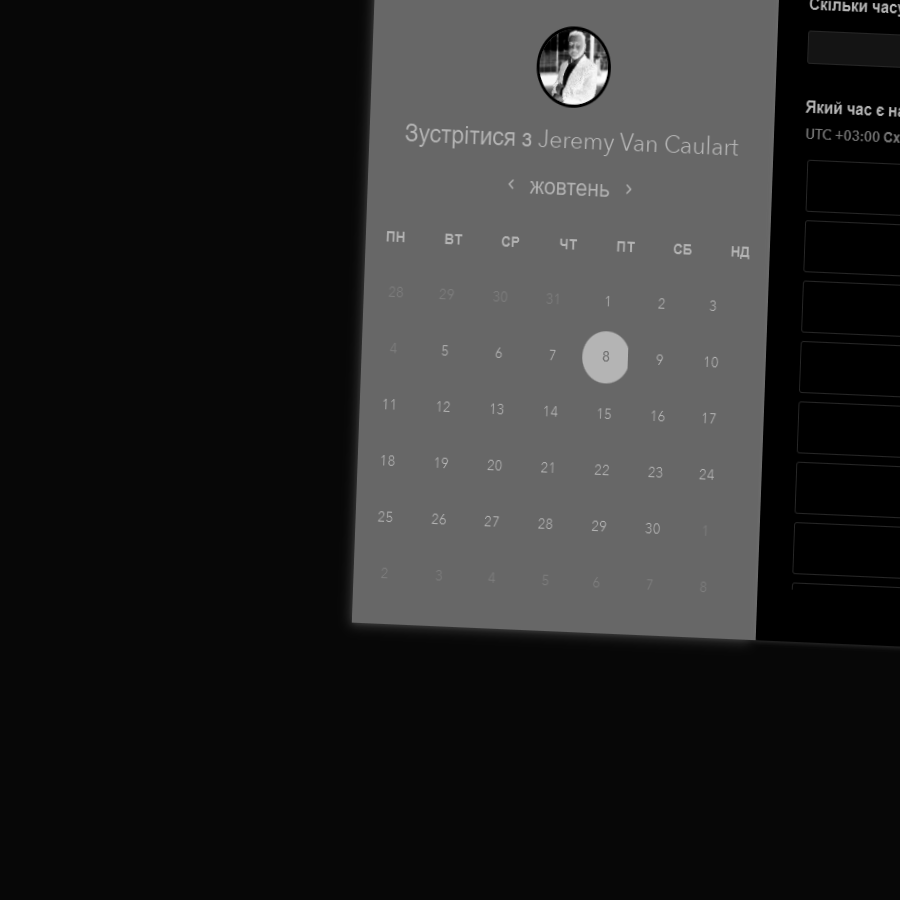 Скільки часу
Зустрітися з Jeremy Van Caulart
‹ жовтень ›
ПН ВТ СР ЧТ ПТ СБ НД
28 29 30 31 1 2 3
4 5 6 7 8 9 10
11 12 13 14 15 16 17
18 19 20 21 22 23 24
25 26 27 28 29 30 1
2 3 4 5 6 7 8
Який час є
UTC +03:00